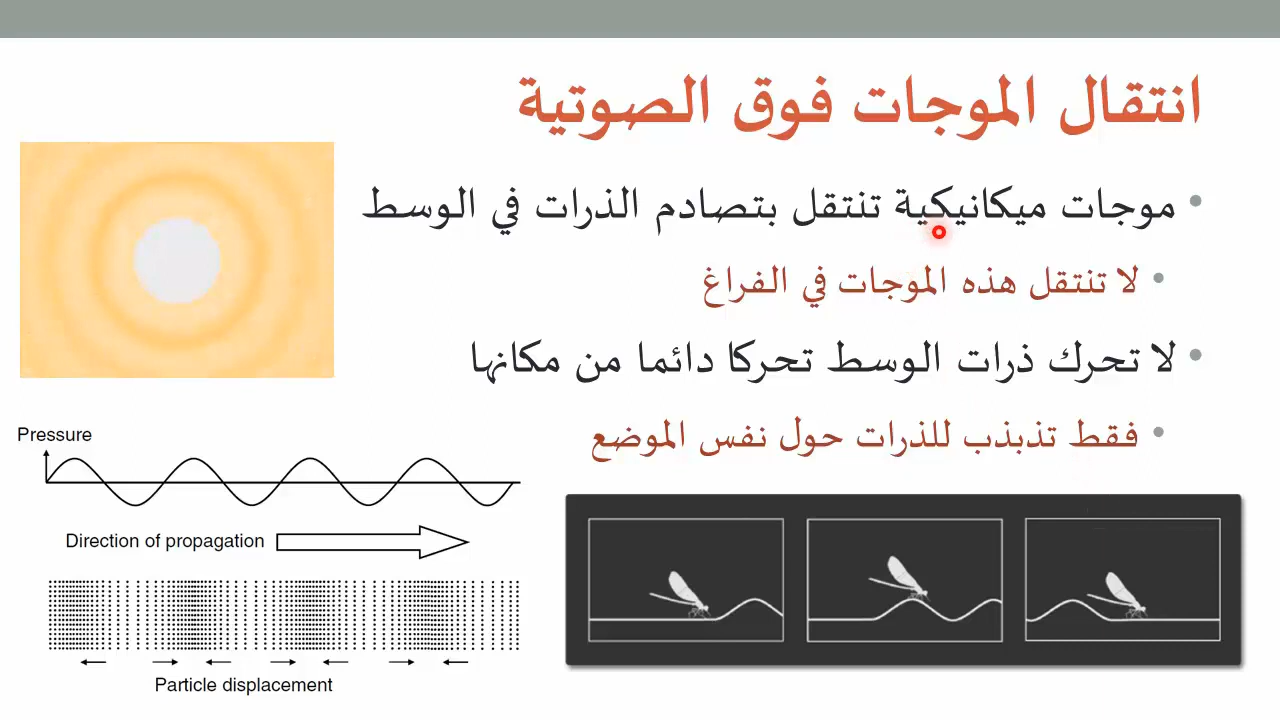 انتقال الموجات فوق الصوتية
موجات ميكانيكية تنتقل بتصادم الذرات في الوسط
لا تنتقل هذه الموجات في الفراغ
لا تحرك ذرات الوسط تحركا دائما من مكانها
فقط تذبذب للذرات حول نفس الموضع
Pressure
Direction of propagation
Particle displacement